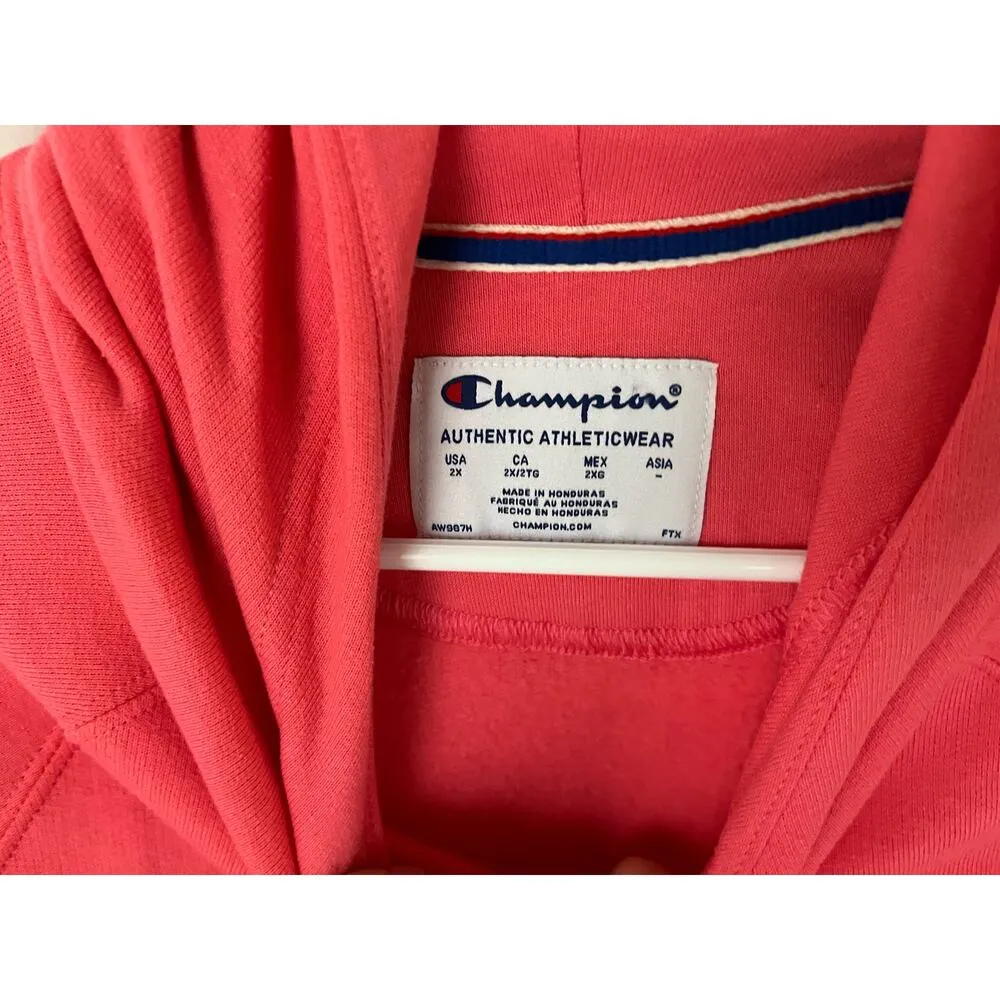 Champion®
AUTHENTIC ATHLETICWEAR
USA CA MEX ASIA
2X 2X/2TG 2XG –
MADE IN HONDURAS
FABRIQUÉ AU HONDURAS
HECHO EN HONDURAS
AW987H CHAMPION.COM FTX